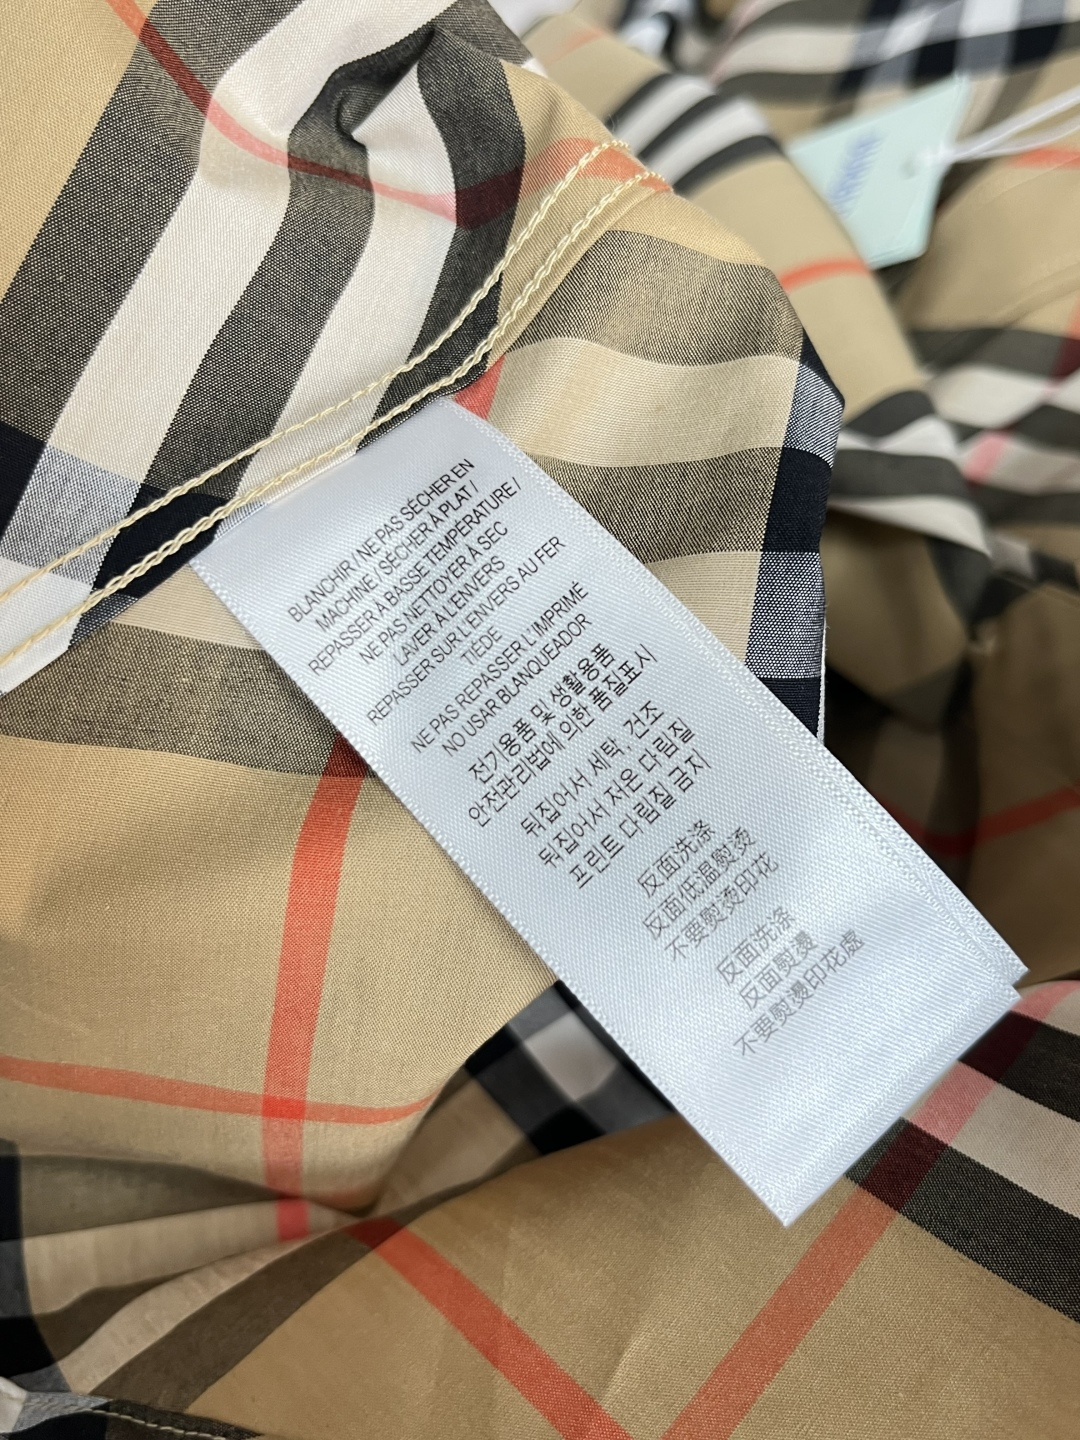 BLANCHIR / NE PAS SÉCHER EN
MACHINE / SÉCHER À PLAT /
REPASSER À BASSE TEMPÉRATURE /
NE PAS NETTOYER À SEC
LAVER À L'ENVERS
REPASSER SUR L'ENVERS AU FER
TIÈDE
NE PAS REPASSER L'IMPRIMÉ
NO USAR BLANQUEADOR
전기용품 및 생활용품
안전관리법에 의한 품질표시
뒤집어서 세탁, 건조
뒤집어서 저온 다림질
프린트 다림질 금지
反面洗涤
反面低温熨烫
不要熨烫印花
反面洗涤
反面熨燙
不要熨燙印花處